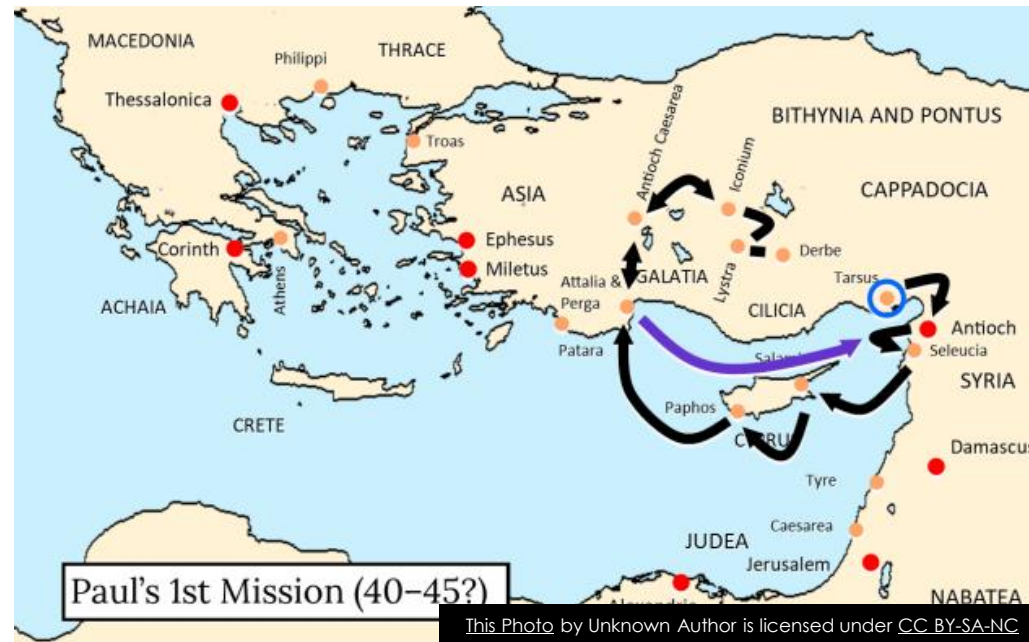 MACEDONIA
THRACE
Philippi
Thessalonica
Troas
BITHYNIA AND PONTUS
Antioch Caesarea
Iconium
CAPPADOCIA
ASIA
Corinth
Athens
Ephesus
Miletus
Derbe
Lystra
GALATIA
Attalia &
Perga
Tarsus
ACHAIA
CILICIA
Antioch
Patara
Seleucia
SYRIA
Paphos
CRETE
Damascus
Tyre
Caesarea
JUDEA
Jerusalem
NABATEA
Paul's 1st Mission (40–45?)
This Photo by Unknown Author is licensed under CC BY-SA-NC